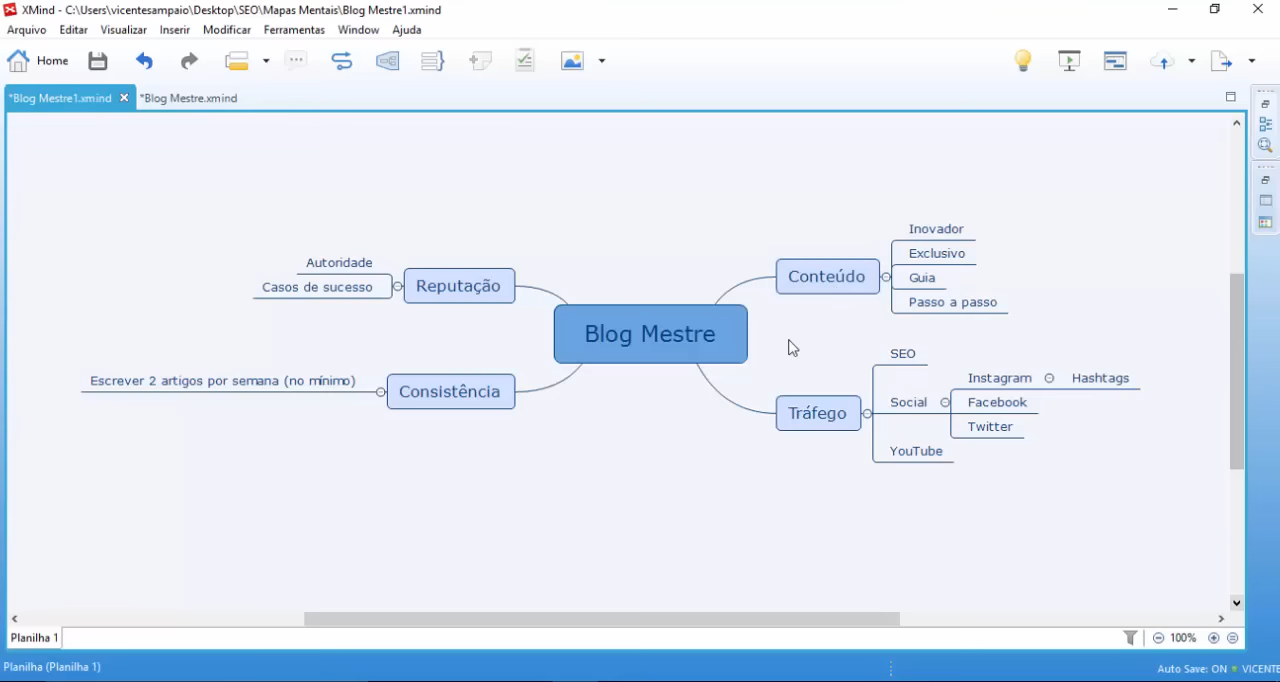 XMind - C:\Users\vicentesampaio\Desktop\SEO\Mapas Mentais\Blog Mestre1.xmind
Arquivo Editar Visualizar Inserir Modificar Ferramentas Window Ajuda
Home
*Blog Mestre1.xmind *Blog Mestre.xmind
Blog Mestre
Reputação
Autoridade
Casos de sucesso
Consistência
Escrever 2 artigos por semana (no mínimo)
Conteúdo
Inovador
Exclusivo
Guia
Passo a passo
Tráfego
SEO
Social
Instagram
Hashtags
Facebook
Twitter
YouTube
Planilha 1
100%
Planilha (Planilha 1)
Auto Save: ON VICENTE